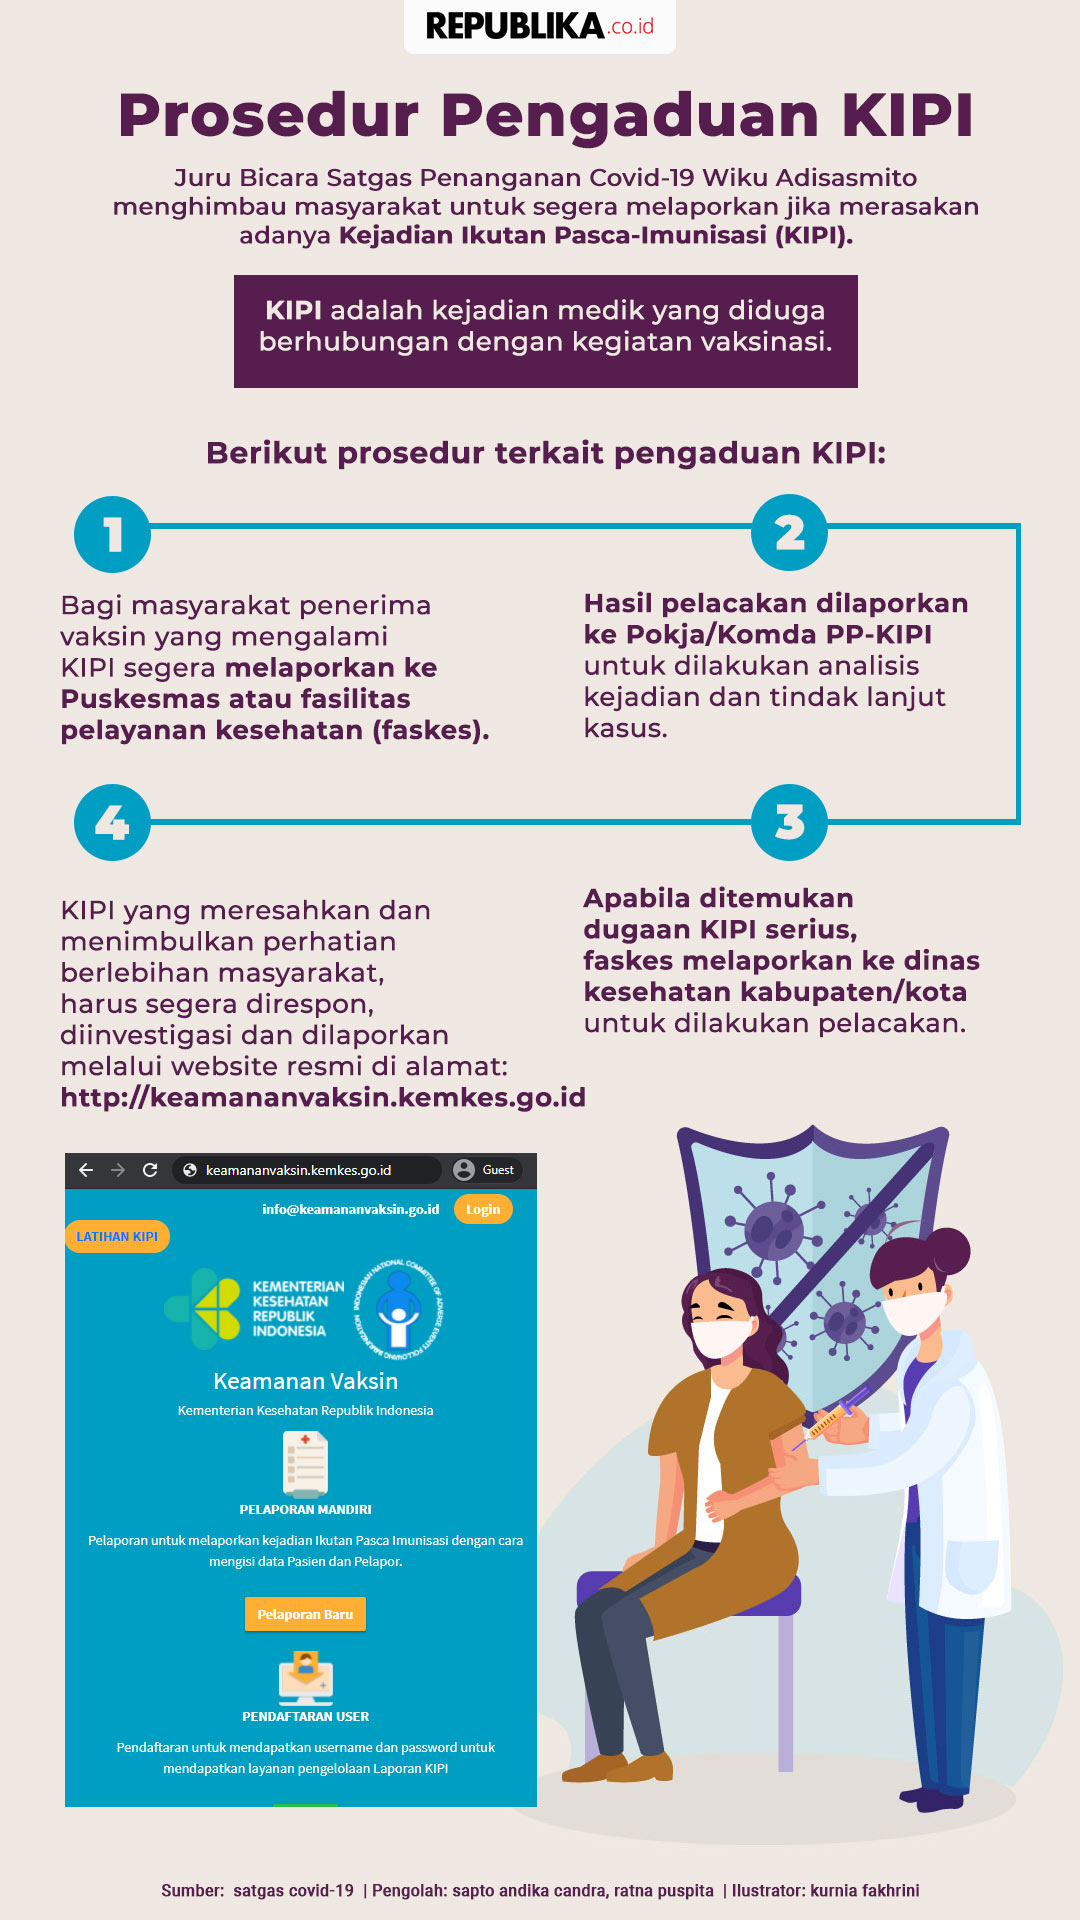 REPUBLIKA.co.id
Prosedur Pengaduan KIPI
Juru Bicara Satgas Penanganan Covid-19 Wiku Adisasmito
menghimbau masyarakat untuk segera melaporkan jika merasakan
adanya Kejadian Ikutan Pasca-Imunisasi (KIPI).
KIPI adalah kejadian medik yang diduga
berhubungan dengan kegiatan vaksinasi.
Berikut prosedur terkait pengaduan KIPI:
1
Bagi masyarakat penerima
vaksin yang mengalami
KIPI segera melaporkan ke
Puskesmas atau fasilitas
pelayanan kesehatan (faskes).
2
Hasil pelacakan dilaporkan
ke Pokja/Komda PP-KIPI
untuk dilakukan analisis
kejadian dan tindak lanjut
kasus.
3
Apabila ditemukan
dugaan KIPI serius,
faskes melaporkan ke dinas
kesehatan kabupaten/kota
untuk dilakukan pelacakan.
4
KIPI yang meresahkan dan
menimbulkan perhatian
berlebihan masyarakat,
harus segera direspon,
diinvestigasi dan dilaporkan
melalui website resmi di alamat:
http://keamananvaksin.kemkes.go.id
keamananvaksin.kemkes.go.id
Guest
info@keamananvaksin.go.id
Login
LATIHAN KIPI
KEMENTERIAN
KESEHATAN
REPUBLIK
INDONESIA
INDONESIAN NATIONAL COMMITTEE OF ADVERSE EVENTS FOLLOWING IMMUNIZATION
Keamanan Vaksin
Kementerian Kesehatan Republik Indonesia
PELAPORAN MANDIRI
Pelaporan untuk melaporkan kejadian Ikutan Pasca Imunisasi dengan cara
mengisi data Pasien dan Pelapor.
Pelaporan Baru
PENDAFTARAN USER
Pendaftaran untuk mendapatkan username dan password untuk
mendapatkan layanan pengelolaan Laporan KIPI
Sumber: satgas covid-19 | Pengolah: sapto andika candra, ratna puspita | Ilustrator: kurnia fakhrini